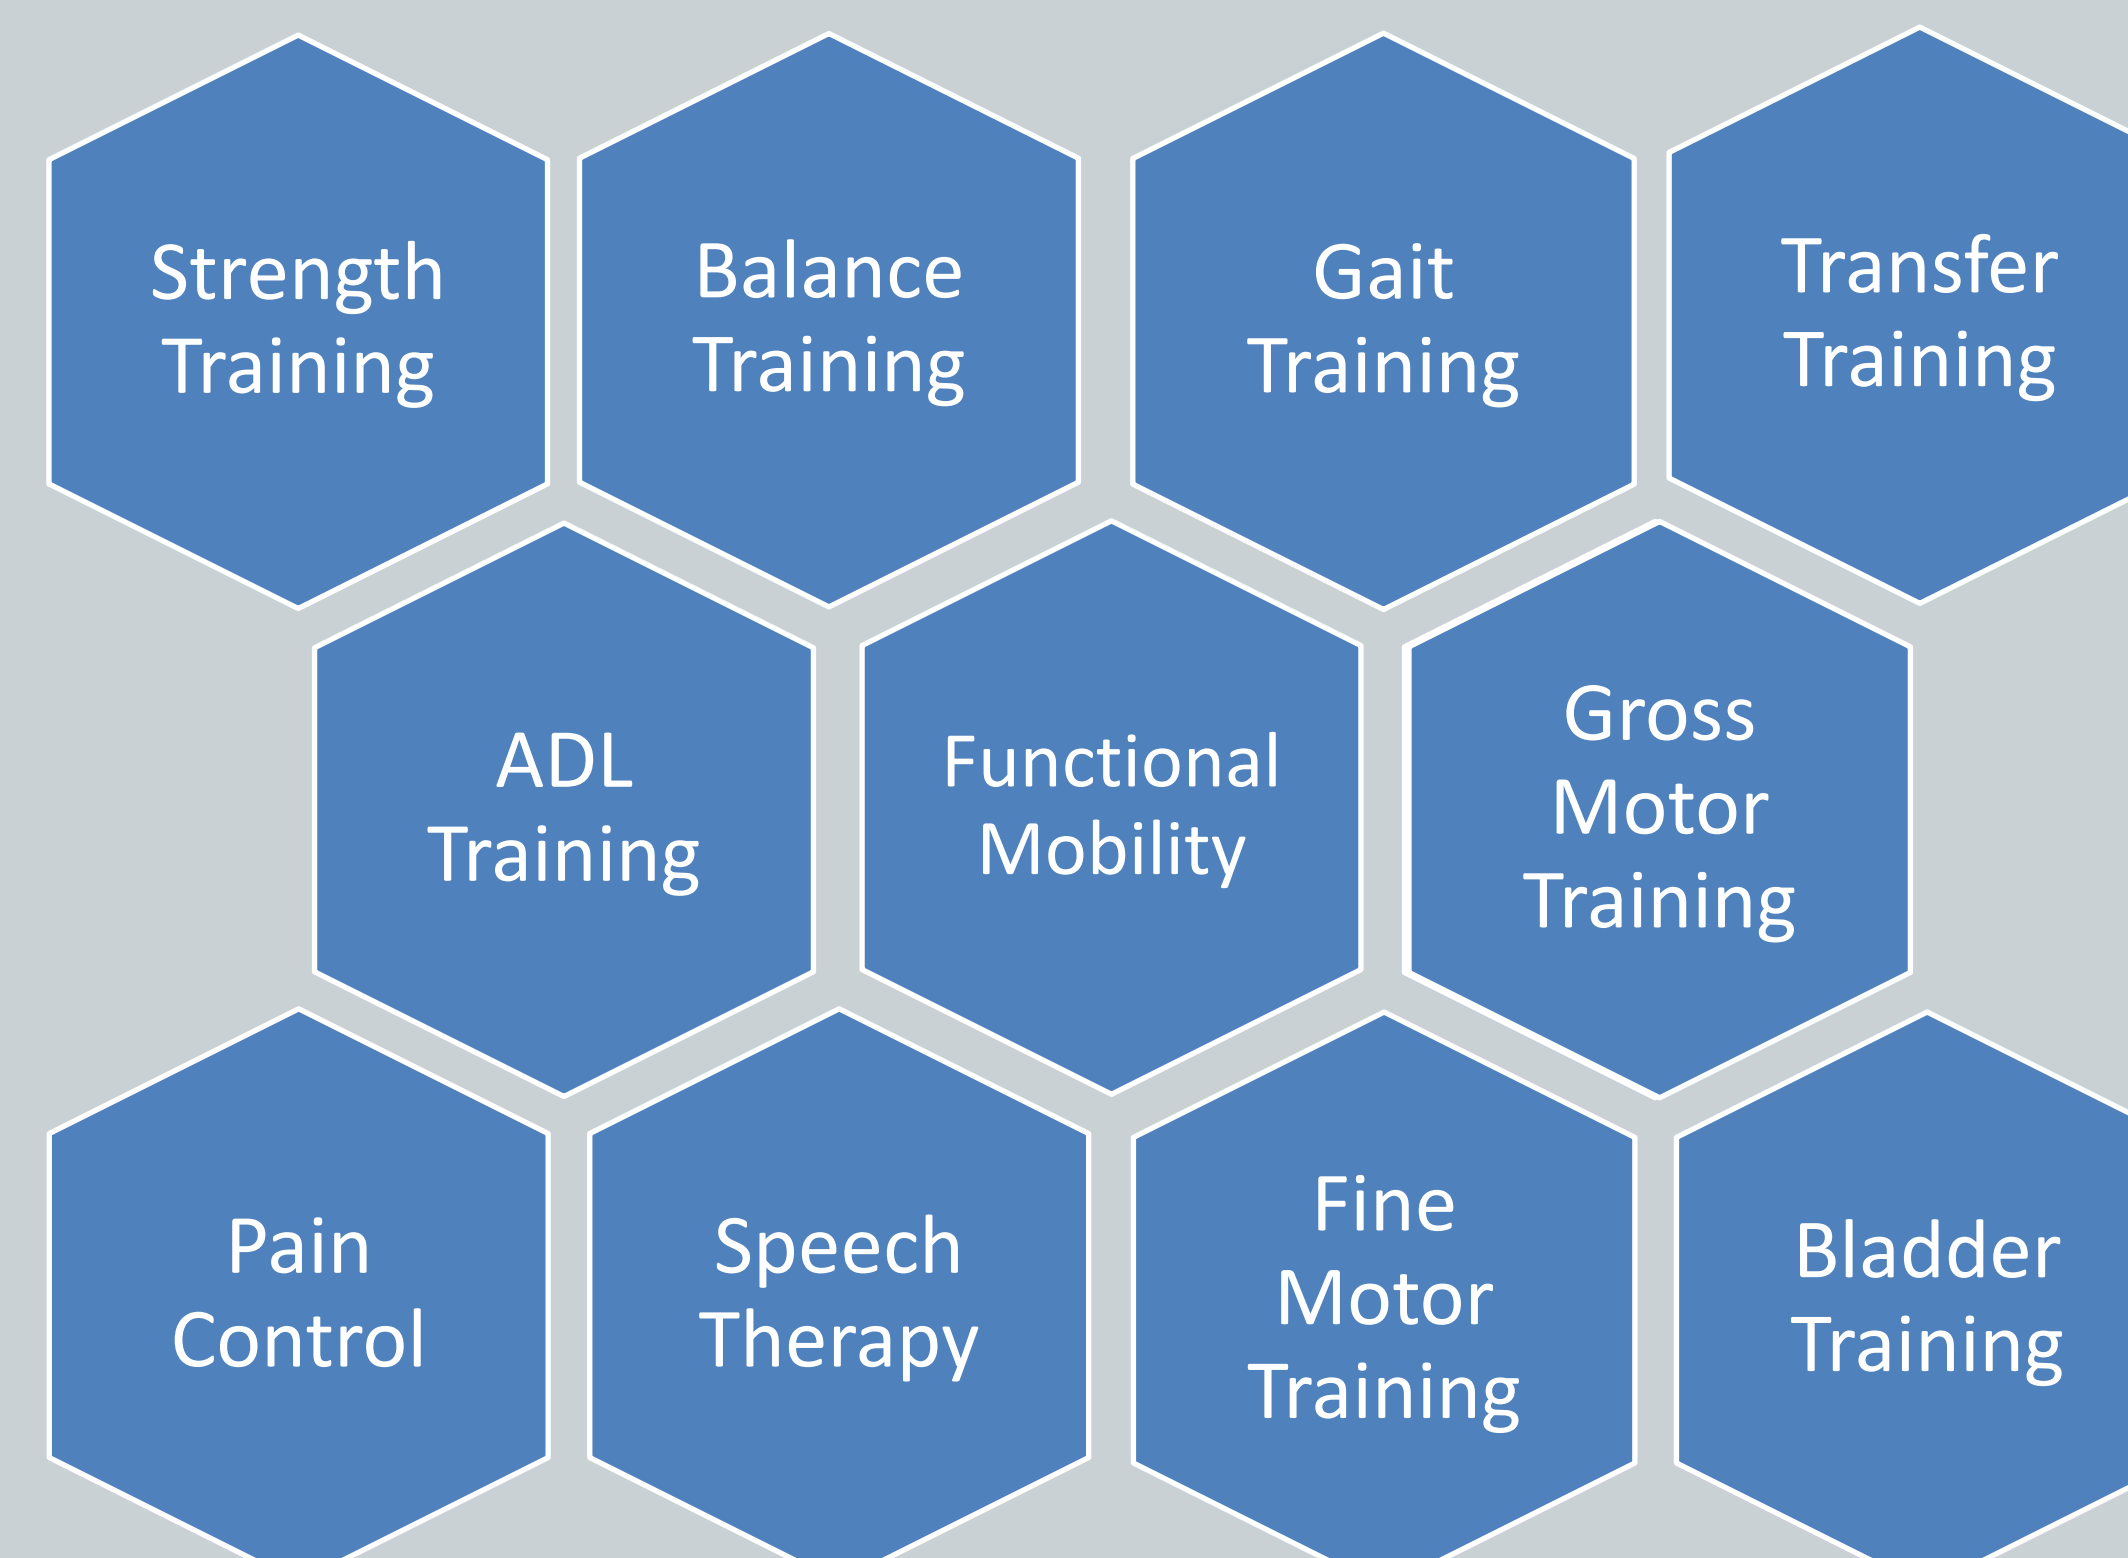 Strength
Training
Balance
Training
Gait
Training
Transfer
Training
ADL
Training
Functional
Mobility
Gross
Motor
Training
Pain
Control
Speech
Therapy
Fine
Motor
Training
Bladder
Training